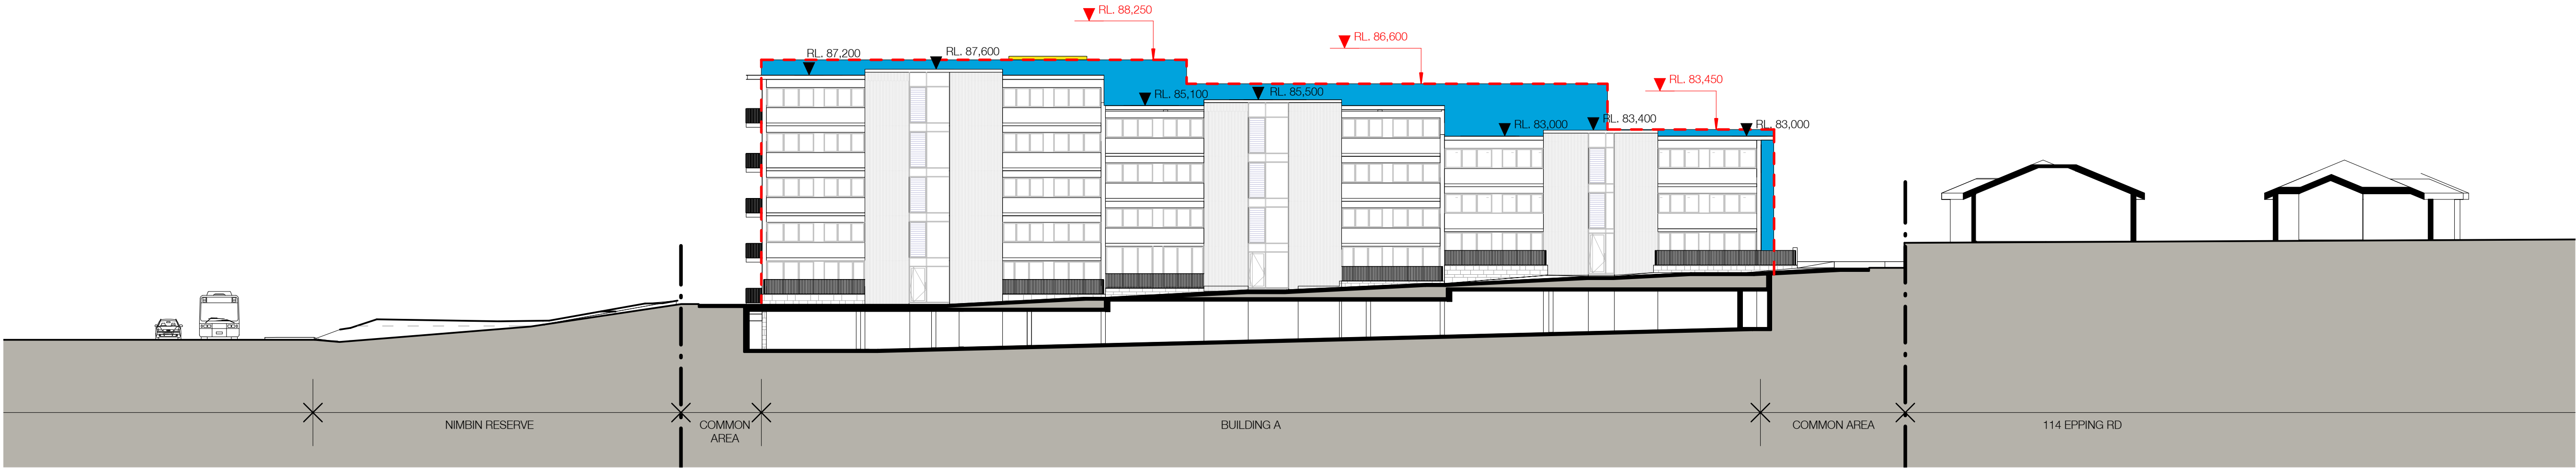 RL. 88,250
RL. 86,600
RL. 87,200
RL. 87,600
RL. 83,450
RL. 85,100
RL. 85,500
RL. 83,000
RL. 83,400
RL. 83,000
NIMBIN RESERVE
COMMON
AREA
BUILDING A
COMMON AREA
114 EPPING RD